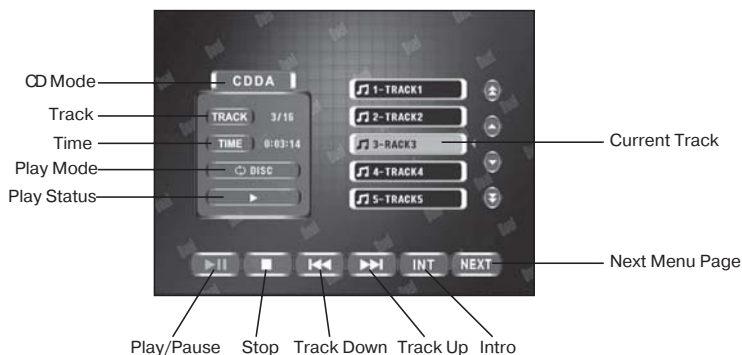 CD Mode
Track
Time
Play Mode
Play Status
CDDA
TRACK 3/16
TIME 0:03:14
DISC
1-TRACK1
2-TRACK2
3-RACK3
4-TRACK4
5-TRACK5
Current Track
INT NEXT
Next Menu Page
Play/Pause Stop Track Down Track Up Intro